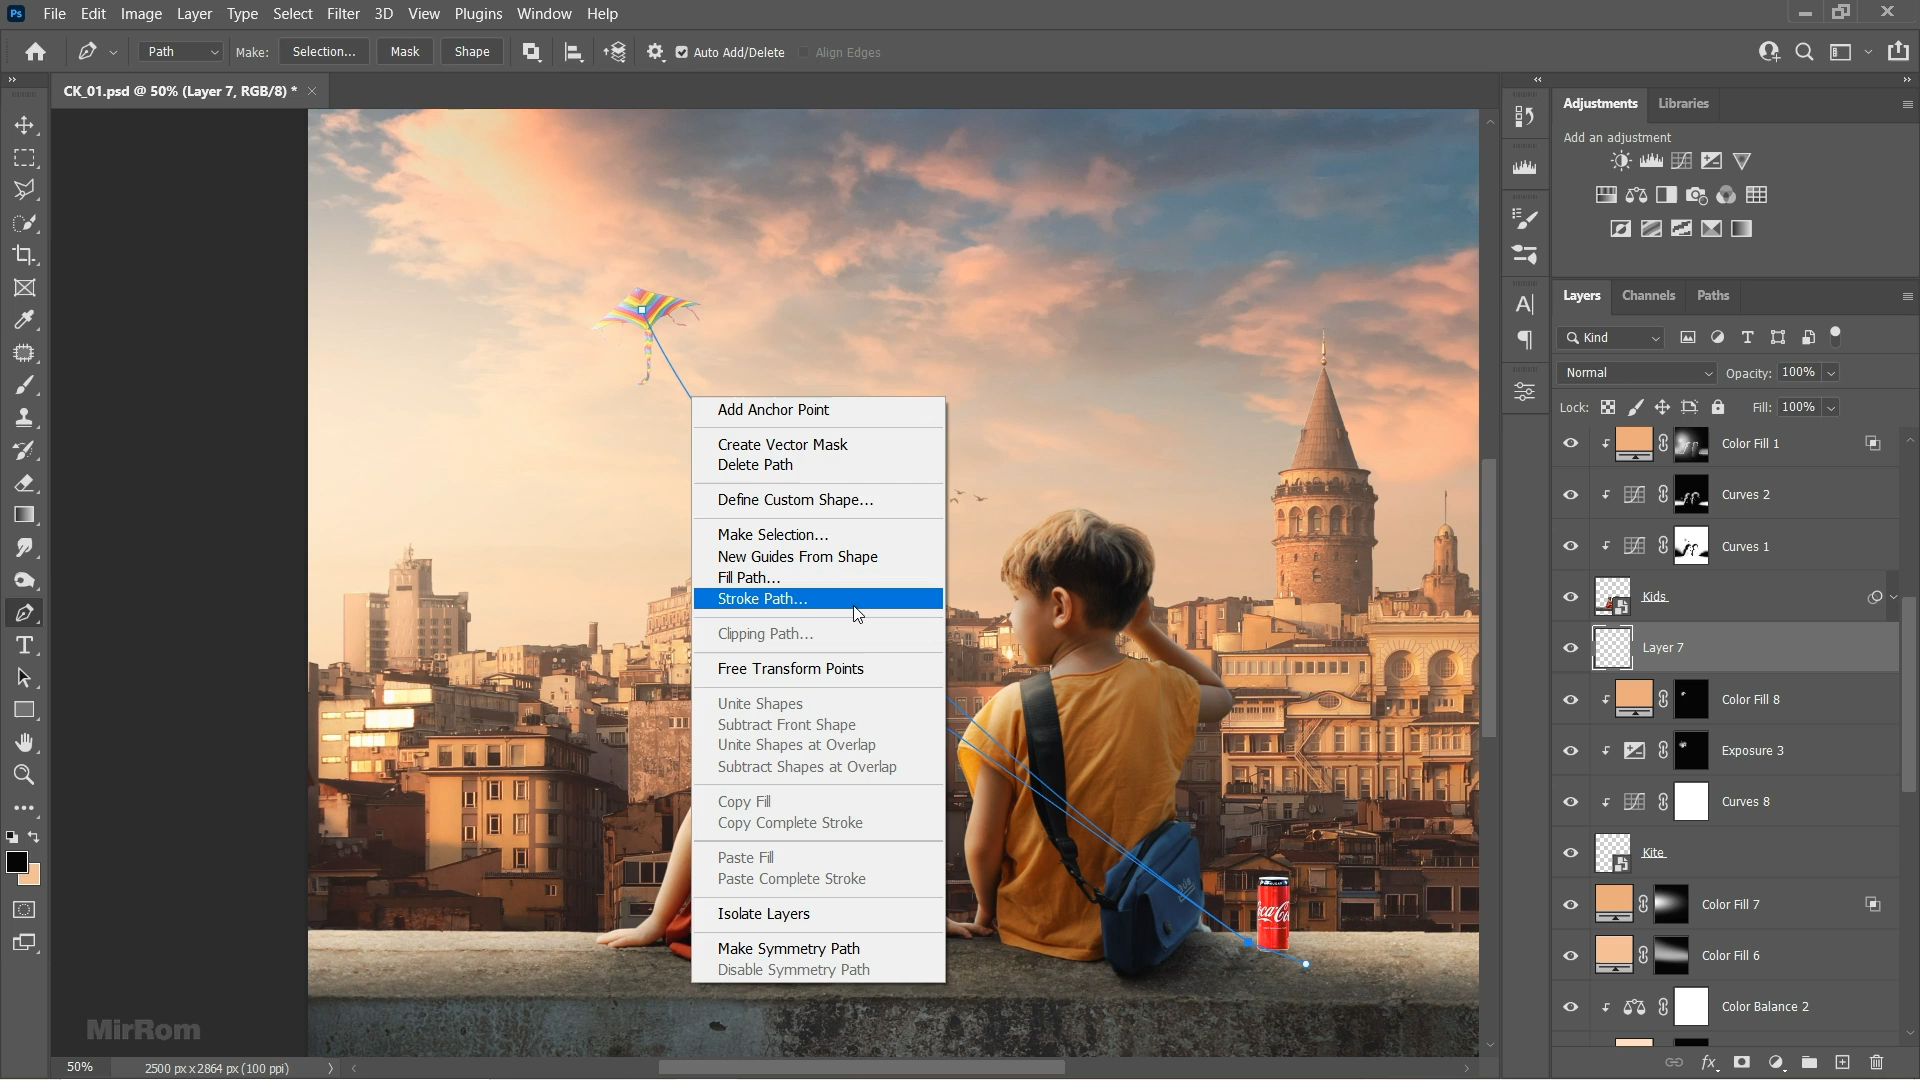 Ps File Edit Image Layer Type Select Filter 3D View Plugins Window Help
Path Make: Selection... Mask Shape Auto Add/Delete Align Edges
CK_01.psd @ 50% (Layer 7, RGB/8) *
Adjustments Libraries
Add an adjustment
Layers Channels Paths
Kind
Normal Opacity: 100%
Lock: Fill: 100%
Color Fill 1
Curves 2
Curves 1
Kids
Layer 7
Color Fill 8
Exposure 3
Curves 8
Kite
Color Fill 7
Color Fill 6
Color Balance 2
Add Anchor Point
Create Vector Mask
Delete Path
Define Custom Shape...
Make Selection...
New Guides From Shape
Fill Path...
Stroke Path...
Clipping Path...
Free Transform Points
Unite Shapes
Subtract Front Shape
Unite Shapes at Overlap
Subtract Shapes at Overlap
Copy Fill
Copy Complete Stroke
Paste Fill
Paste Complete Stroke
Isolate Layers
Make Symmetry Path
Disable Symmetry Path
Coca-Co
MirRom
50% 2500 px x 2864 px (100 ppi)
fx